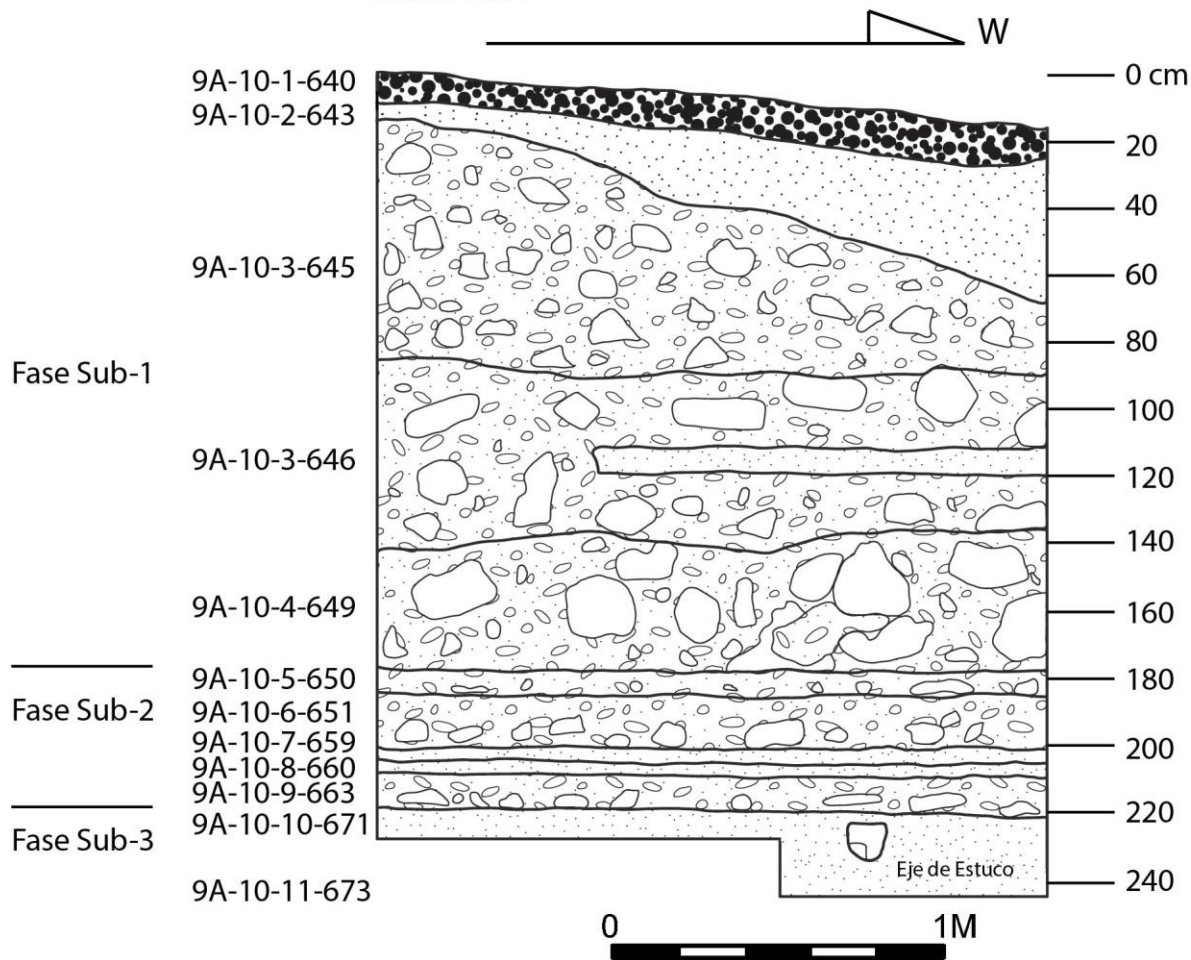 W
9A-10-1-640
0 cm
9A-10-2-643
20
40
9A-10-3-645
60
80
Fase Sub-1
100
9A-10-3-646
120
140
9A-10-4-649
160
9A-10-5-650
180
Fase Sub-2
9A-10-6-651
9A-10-7-659
200
9A-10-8-660
9A-10-9-663
220
9A-10-10-671
Fase Sub-3
Eje de Estuco
240
9A-10-11-673
0
1M